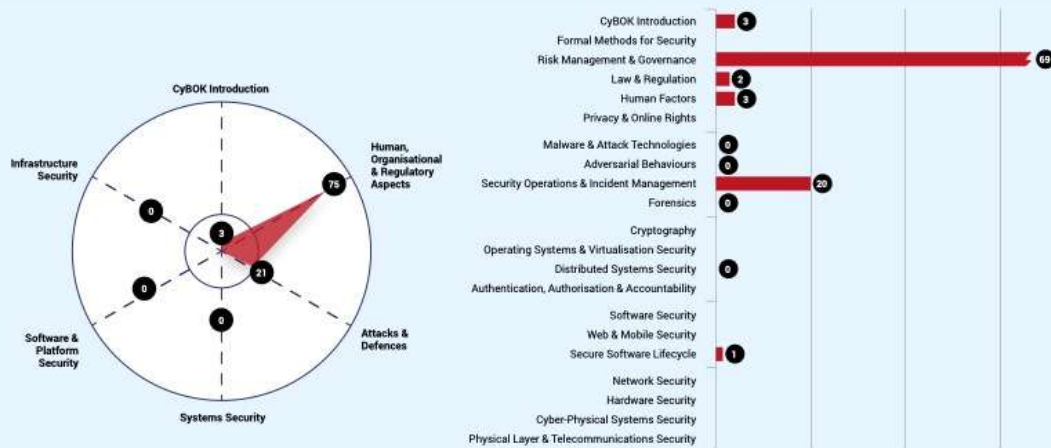 CyBOK Introduction
Human,
Organisational
& Regulatory
Aspects
Infrastructure
Security
75
0
3
21
0
0
Software &
Platform
Security
Attacks &
Defences
Systems Security
CyBOK Introduction 3
Formal Methods for Security
Risk Management & Governance 69
Law & Regulation 2
Human Factors 3
Privacy & Online Rights
Malware & Attack Technologies 0
Adversarial Behaviours 0
Security Operations & Incident Management 20
Forensics 0
Cryptography
Operating Systems & Virtualisation Security
Distributed Systems Security 0
Authentication, Authorisation & Accountability
Software Security
Web & Mobile Security
Secure Software Lifecycle 1
Network Security
Hardware Security
Cyber-Physical Systems Security
Physical Layer & Telecommunications Security